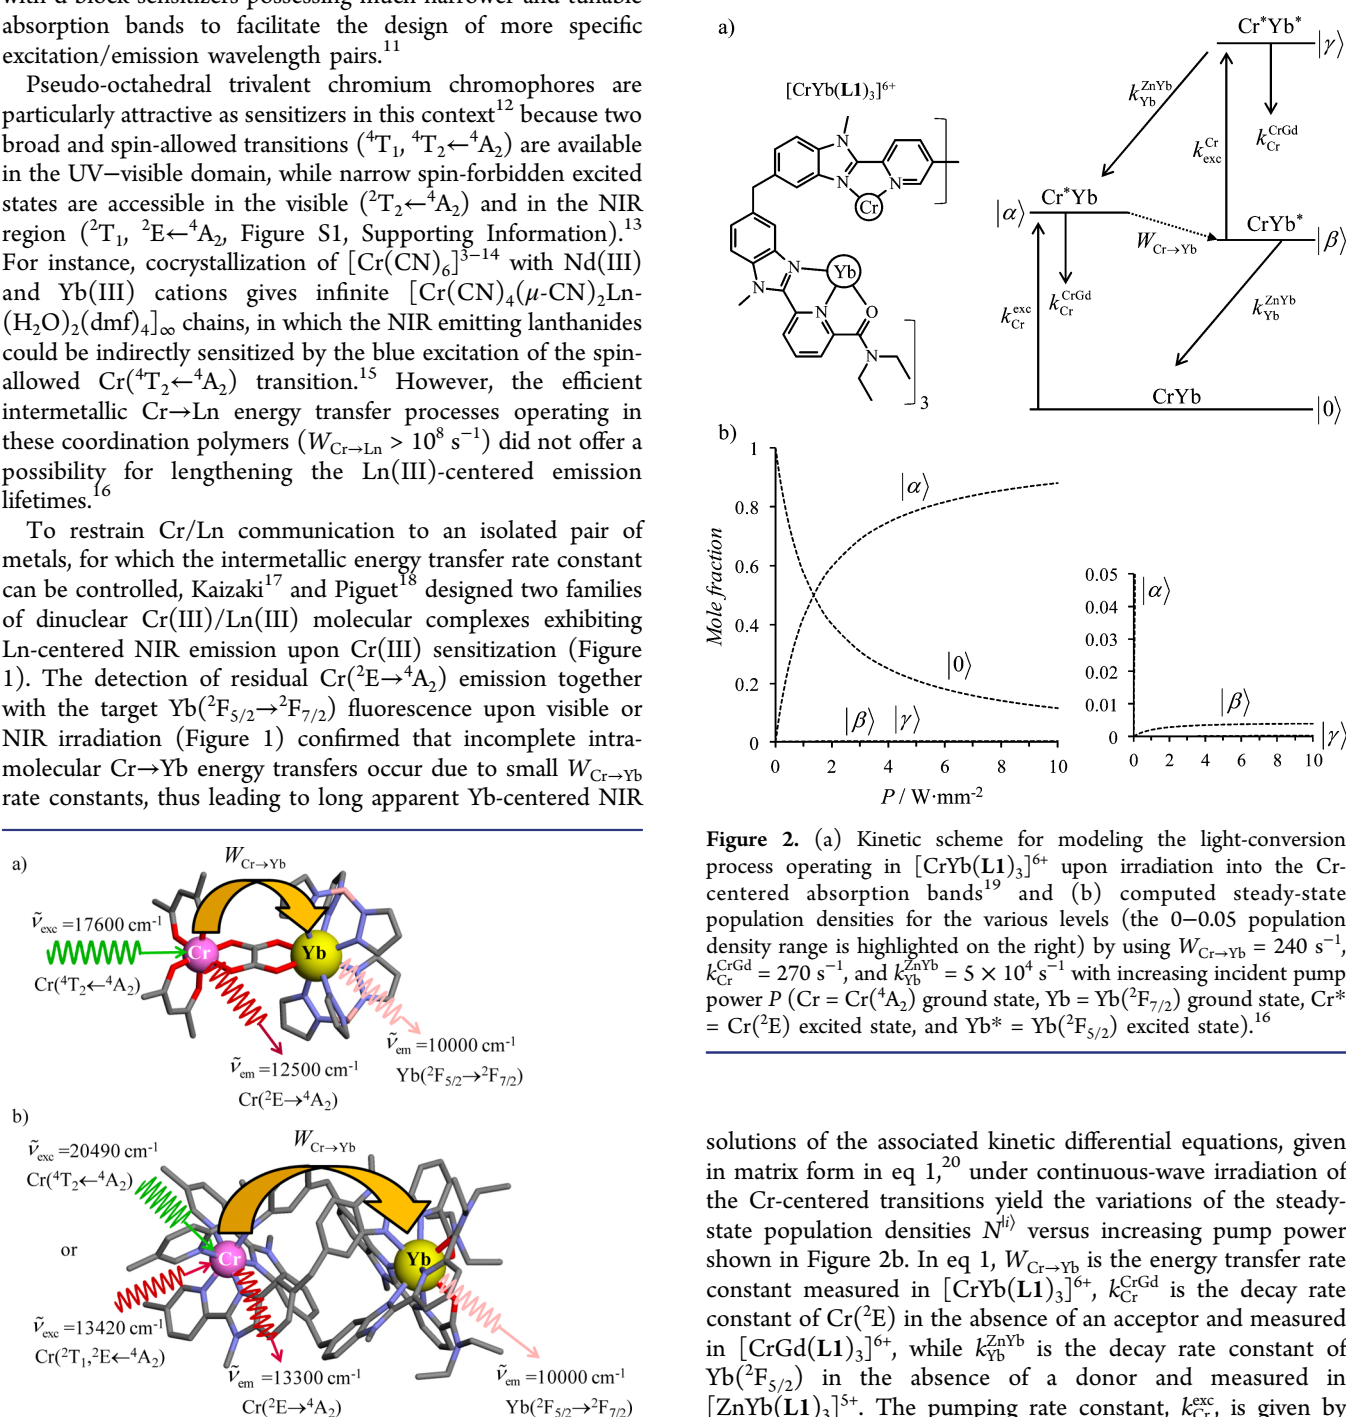 with d-block sensitizers possessing much narrower and tunable
absorption bands to facilitate the design of more specific
excitation/emission wavelength pairs.11
Pseudo-octahedral trivalent chromium chromophores are
particularly attractive as sensitizers in this context12 because two
broad and spin-allowed transitions (4T1, 4T2←4A2) are available
in the UV−visible domain, while narrow spin-forbidden excited
states are accessible in the visible (2T2←4A2) and in the NIR
region (2T1, 2E←4A2, Figure S1, Supporting Information).13
For instance, cocrystallization of [Cr(CN)6]3−14 with Nd(III)
and Yb(III) cations gives infinite [Cr(CN)4(μ-CN)2Ln-
(H2O)2(dmf)4]∞ chains, in which the NIR emitting lanthanides
could be indirectly sensitized by the blue excitation of the spin-
allowed Cr(4T2←4A2) transition.15 However, the efficient
intermetallic Cr→Ln energy transfer processes operating in
these coordination polymers (WCr→Ln > 108 s−1) did not offer a
possibility for lengthening the Ln(III)-centered emission
lifetimes.16
To restrain Cr/Ln communication to an isolated pair of
metals, for which the intermetallic energy transfer rate constant
can be controlled, Kaizaki17 and Piguet18 designed two families
of dinuclear Cr(III)/Ln(III) molecular complexes exhibiting
Ln-centered NIR emission upon Cr(III) sensitization (Figure
1). The detection of residual Cr(2E→4A2) emission together
with the target Yb(2F5/2→2F7/2) fluorescence upon visible or
NIR irradiation (Figure 1) confirmed that incomplete intra-
molecular Cr→Yb energy transfers occur due to small WCr→Yb
rate constants, thus leading to long apparent Yb-centered NIR
a)
WCr→Yb
ν̃exc =17600 cm-1
Cr(4T2←4A2)
Cr
Yb
ν̃em =10000 cm-1
Yb(2F5/2→2F7/2)
ν̃em =12500 cm-1
Cr(2E→4A2)
b)
WCr→Yb
ν̃exc =20490 cm-1
Cr(4T2←4A2)
or
Cr
Yb
ν̃exc =13420 cm-1
Cr(2T1,2E←4A2)
ν̃em =13300 cm-1
Cr(2E→4A2)
ν̃em =10000 cm-1
Yb(2F5/2→2F7/2)
a)
[CrYb(L1)3]6+
N
N
N
Cr
N
N
N
Yb
O
N
3
Cr*Yb*
|γ⟩
kYbZnYb
kexcCr
kCrCrGd
|α⟩
Cr*Yb
WCr→Yb
CrYb*
|β⟩
kCrexc
kCrCrGd
kYbZnYb
CrYb
|0⟩
b)
Mole fraction
1
0.8
0.6
0.4
0.2
0
|α⟩
|0⟩
|β⟩ |γ⟩
0 2 4 6 8 10
P / W·mm-2
0.05
0.04
0.03
0.02
0.01
0
|α⟩
|β⟩
|γ⟩
0 2 4 6 8 10
Figure 2. (a) Kinetic scheme for modeling the light-conversion
process operating in [CrYb(L1)3]6+ upon irradiation into the Cr-
centered absorption bands19 and (b) computed steady-state
population densities for the various levels (the 0−0.05 population
density range is highlighted on the right) by using WCr→Yb = 240 s−1,
kCrCrGd = 270 s−1, and kYbZnYb = 5 × 104 s−1 with increasing incident pump
power P (Cr = Cr(4A2) ground state, Yb = Yb(2F7/2) ground state, Cr*
= Cr(2E) excited state, and Yb* = Yb(2F5/2) excited state).16
solutions of the associated kinetic differential equations, given
in matrix form in eq 1,20 under continuous-wave irradiation of
the Cr-centered transitions yield the variations of the steady-
state population densities N|i⟩ versus increasing pump power
shown in Figure 2b. In eq 1, WCr→Yb is the energy transfer rate
constant measured in [CrYb(L1)3]6+, kCrCrGd is the decay rate
constant of Cr(2E) in the absence of an acceptor and measured
in [CrGd(L1)3]6+, while kYbZnYb is the decay rate constant of
Yb(2F5/2) in the absence of a donor and measured in
[ZnYb(L1)3]5+. The pumping rate constant, kCrexc, is given by